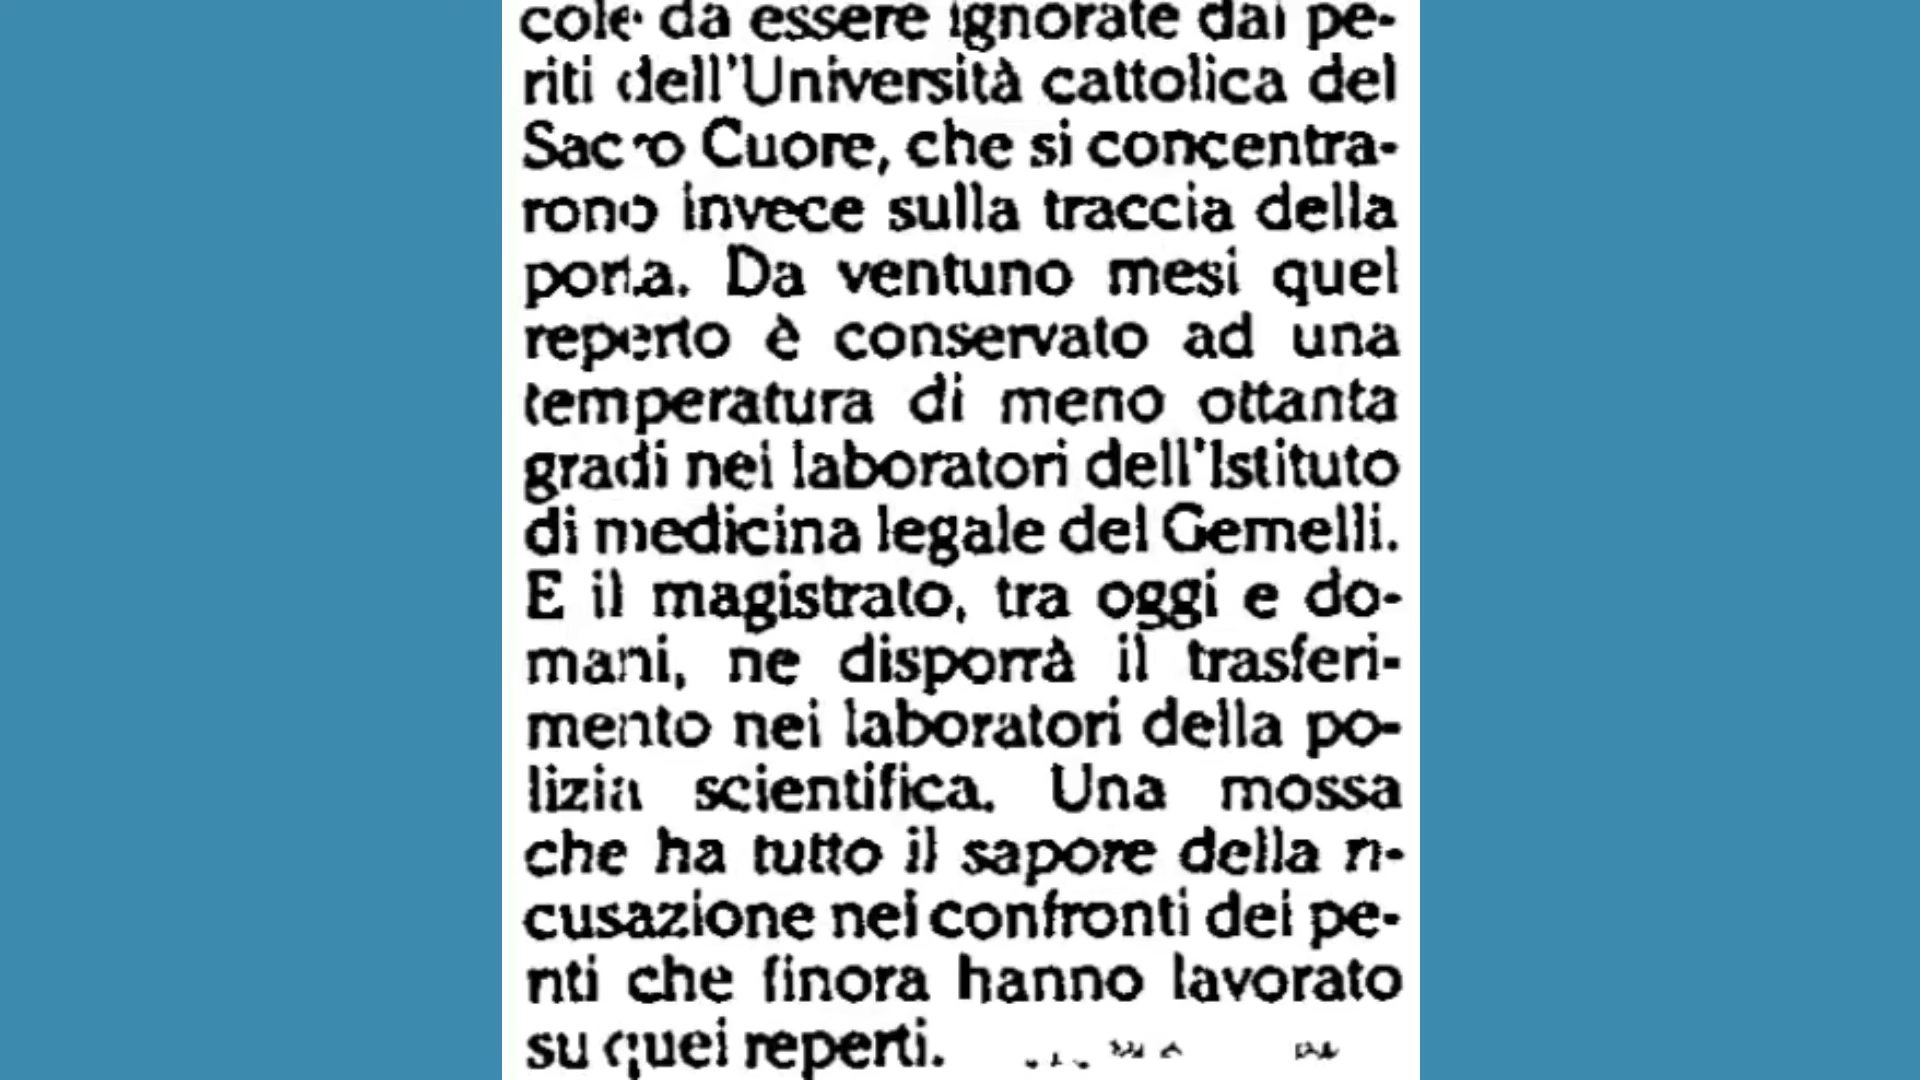 cole da essere ignorate dai pe-
riti dell'Università cattolica del
Sacro Cuore, che si concentra-
rono invece sulla traccia della
porta. Da ventuno mesi quel
reperto è conservato ad una
temperatura di meno ottanta
gradi nei laboratori dell'Istituto
di medicina legale del Gemelli.
E il magistrato, tra oggi e do-
mani, ne disporrà il trasferi-
mento nei laboratori della po-
lizia scientifica. Una mossa
che ha tutto il sapore della ri-
cusazione nei confronti dei pe-
riti che finora hanno lavorato
su quei reperti.